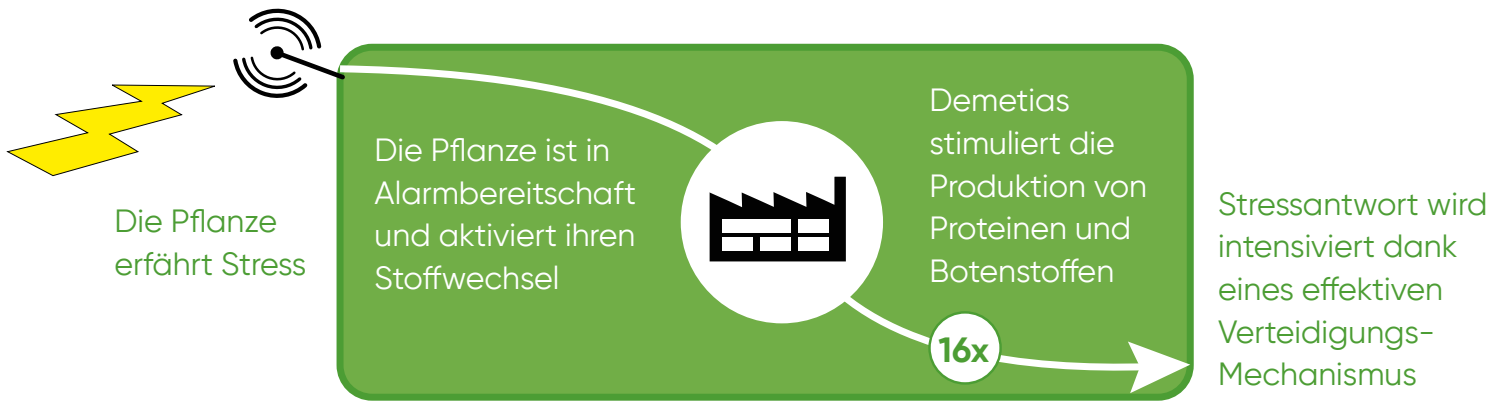 Die Pflanze
erfährt Stress
Die Pflanze ist in
Alarmbereitschaft
und aktiviert ihren
Stoffwechsel
Demetias
stimuliert die
Produktion von
Proteinen und
Botenstoffen
16x
Stressantwort wird
intensiviert dank
eines effektiven
Verteidigungs-
Mechanismus